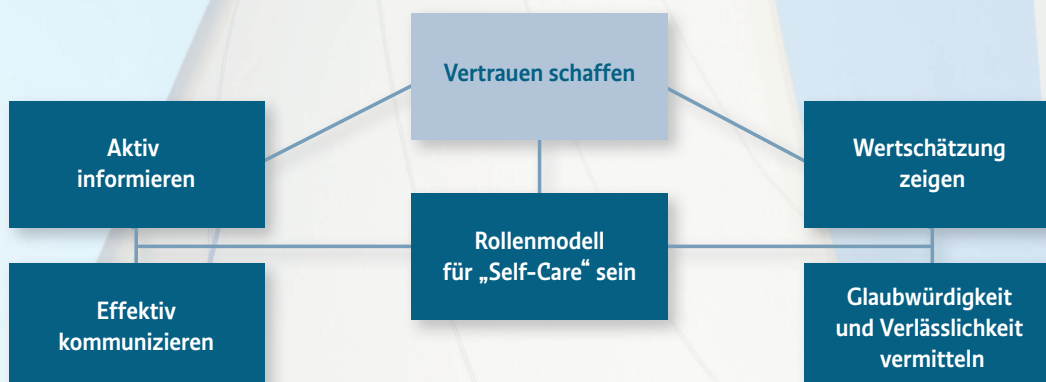 Vertrauen schaffen
Aktiv
informieren
Wertschätzung
zeigen
Rollenmodell
für „Self-Care“ sein
Effektiv
kommunizieren
Glaubwürdigkeit
und Verlässlichkeit
vermitteln